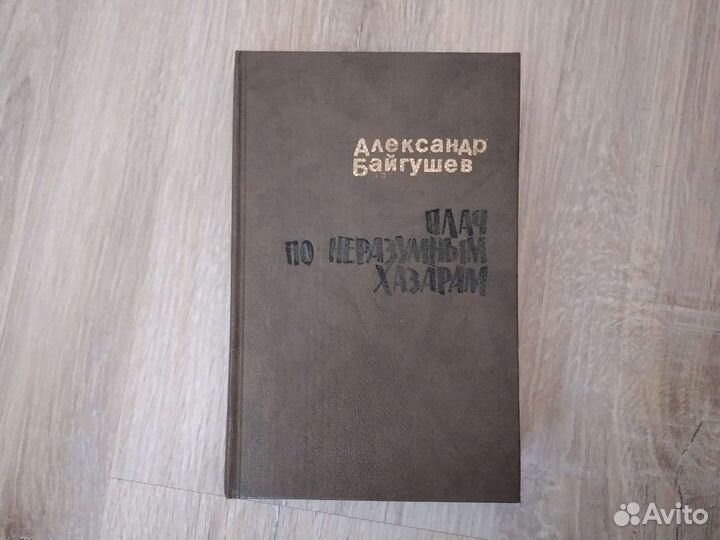 Александр
Байгушев
ПЛАЧ
ПО НЕРАЗУМНЫМ
ХАЗАРАМ
Avito